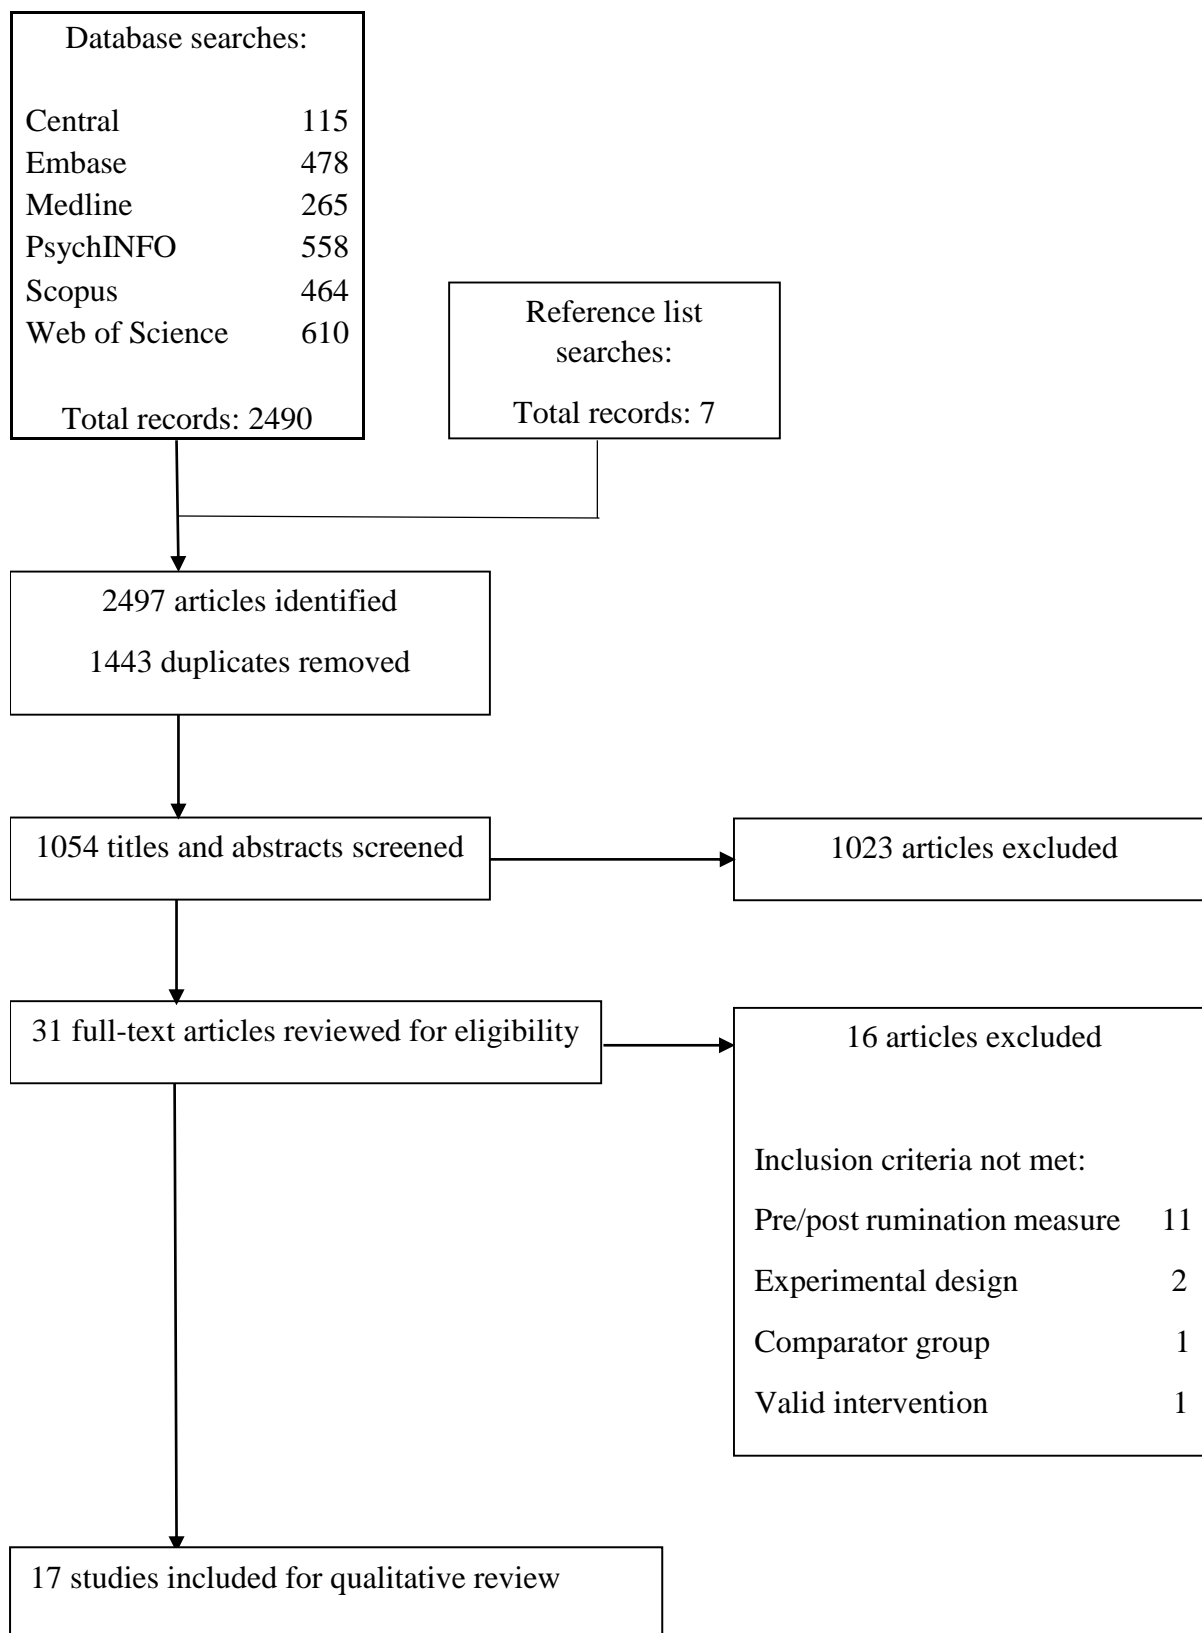 Database searches:
Central 115
Embase 478
Medline 265
PsychINFO 558
Scopus 464
Web of Science 610
Total records: 2490
Reference list
searches:
Total records: 7
2497 articles identified
1443 duplicates removed
1054 titles and abstracts screened
1023 articles excluded
31 full-text articles reviewed for eligibility
16 articles excluded
Inclusion criteria not met:
Pre/post rumination measure 11
Experimental design 2
Comparator group 1
Valid intervention 1
17 studies included for qualitative review